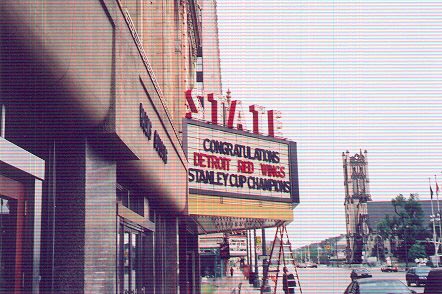 STATE
CONGRATULATIONS
DETROIT RED WINGS
STANLEY CUP CHAMPIONS